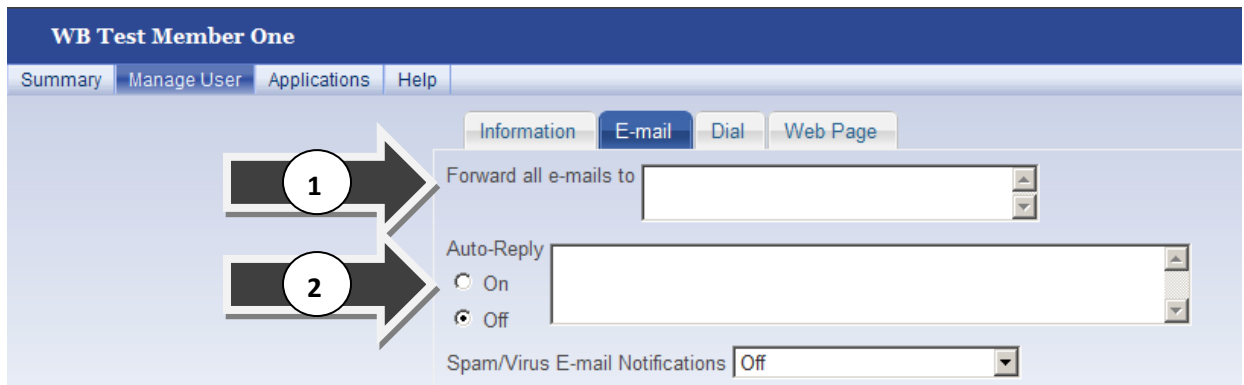 WB Test Member One
Summary Manage User Applications Help
Information E-mail Dial Web Page
1 Forward all e-mails to
Auto-Reply
2 On
Off
Spam/Virus E-mail Notifications Off